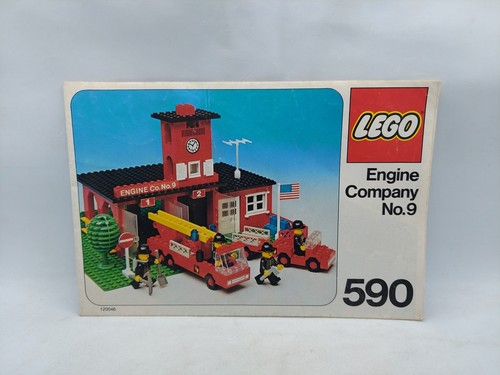 LEGO
Engine
Company
No.9
ENGINE Co. No. 9
1
2
590